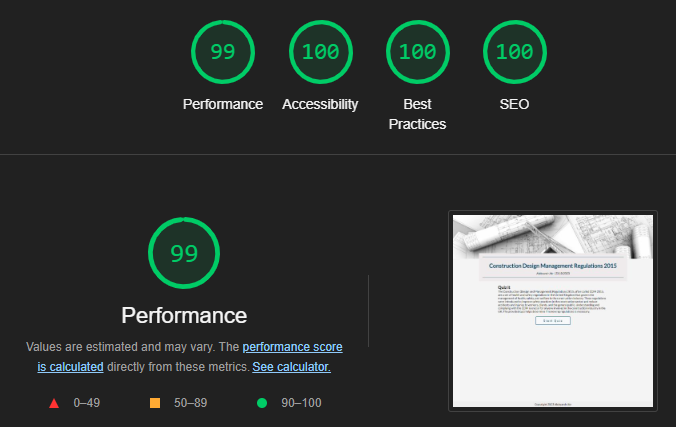 99
100
100
100
Performance
Accessibility
Best
Practices
SEO
99
Performance
Values are estimated and may vary. The performance score
is calculated directly from these metrics. See calculator.
0–49
50–89
90–100
Construction Design Management Regulations 2015
Quiz It
Start Quiz